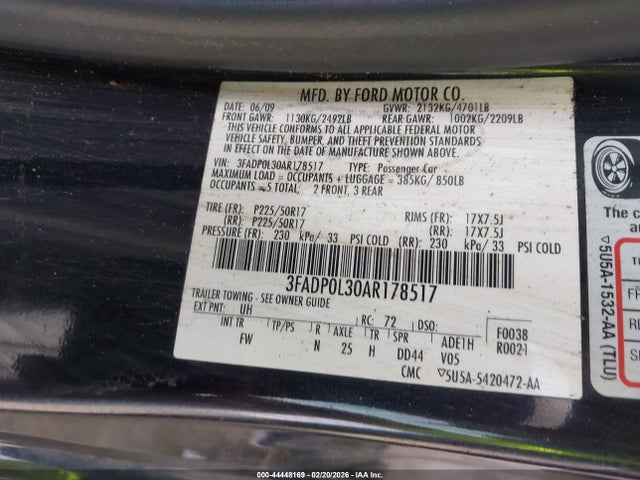 MFD. BY FORD MOTOR CO.
DATE: 06/09 GVWR: 2132KG/4701LB
FRONT GAWR: 1130KG/2492LB REAR GAWR: 1002KG/2209LB
THIS VEHICLE CONFORMS TO ALL APPLICABLE FEDERAL MOTOR
VEHICLE SAFETY, BUMPER, AND THEFT PREVENTION STANDARDS
IN EFFECT ON THE DATE OF MANUFACTURE SHOWN ABOVE.
VIN: 3FADP0L30AR178517 TYPE: Passenger Car
MAXIMUM LOAD = OCCUPANTS + LUGGAGE = 385KG/ 850LB
OCCUPANTS = 5 TOTAL: 2 FRONT, 3 REAR
TIRE (FR): P225/50R17 RIMS (FR): 17X7.5J
(RR): P225/50R17 (RR): 17X7.5J
PRESSURE (FR): 230 kPa/ 33 PSI COLD (RR): 230 kPa/33 PSI COLD
3FADP0L30AR178517
TRAILER TOWING - SEE OWNER GUIDE
EXT PNT: UH RC: 72 DSO: F0038
INT TR TP/PS R AXLE TR SPR ADE1H R0021
FW N 25 H DD44 V05
CMC ▽5U5A-5420472-AA
The c
a
▽5U5A-1532-AA (TLU)
FR
RE
000-44448169 - 02/20/2026 - IAA Inc.